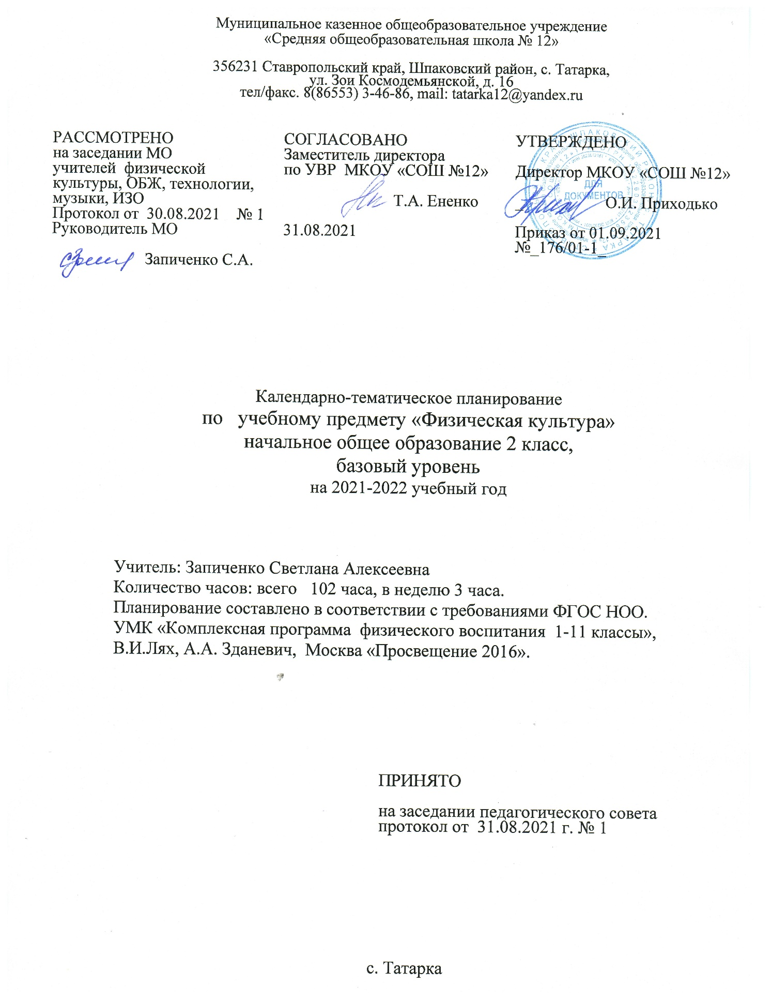 Муниципальное казенное общеобразовательное учреждение
«Средняя общеобразовательная школа № 12»
356231 Ставропольский край, Шпаковский район, с. Татарка,
ул. Зои Космодемьянской, д. 16
тел/факс. 8(86553) 3-46-86, mail: tatarka12@yandex.ru
РАССМОТРЕНО
на заседании МО
учителей физической
культуры, ОБЖ, технологии,
музыки, ИЗО
Протокол от 30.08.2021 № 1
Руководитель МО
Запиченко С.А.
СОГЛАСОВАНО
Заместитель директора
по УВР МКОУ «СОШ №12»
Т.А. Ененко
31.08.2021
УТВЕРЖДЕНО
Директор МКОУ «СОШ №12»
О.И. Приходько
Приказ от 01.09.2021
№_176/01-1_
ДЛЯ
ДОКУМЕНТОВ
Календарно-тематическое планирование
по учебному предмету «Физическая культура»
начальное общее образование 2 класс,
базовый уровень
на 2021-2022 учебный год
Учитель: Запиченко Светлана Алексеевна
Количество часов: всего 102 часа, в неделю 3 часа.
Планирование составлено в соответствии с требованиями ФГОС НОО.
УМК «Комплексная программа физического воспитания 1-11 классы»,
В.И.Лях, А.А. Зданевич, Москва «Просвещение 2016».
ПРИНЯТО
на заседании педагогического совета
протокол от 31.08.2021 г. № 1
с. Татарка